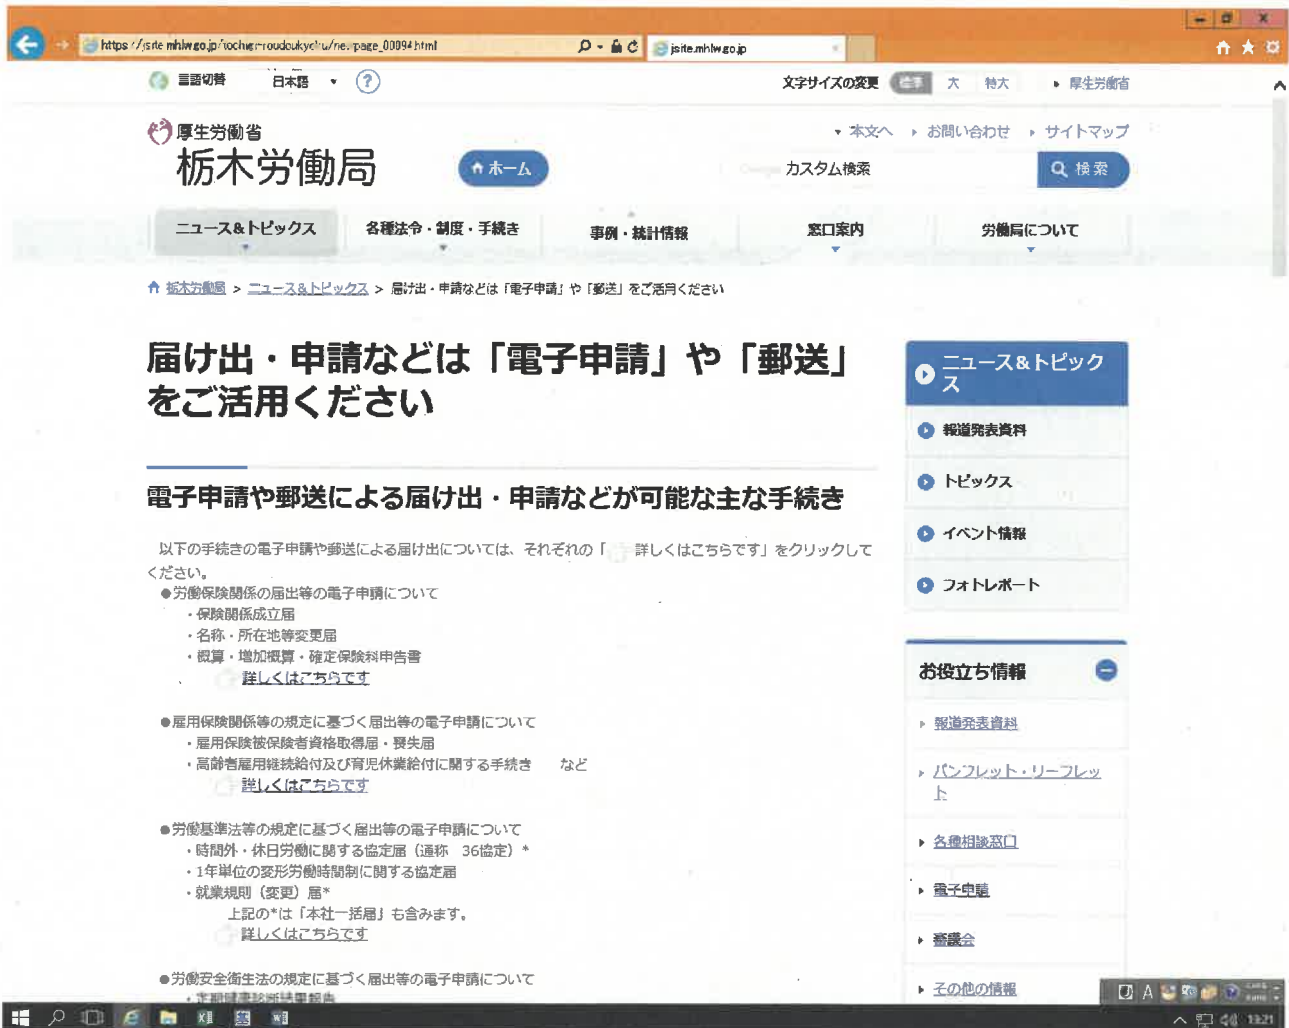 jsite.mhlw.go.jp
言語切替 日本語 ?
文字サイズの変更 標準 大 特大 厚生労働省
厚生労働省
栃木労働局
ホーム
本文へ お問い合わせ サイトマップ
カスタム検索 検索
ニュース&トピックス 各種法令・制度・手続き 事例・統計情報 窓口案内 労働局について
栃木労働局 > ニュース&トピックス > 届け出・申請などは「電子申請」や「郵送」をご活用ください
届け出・申請などは「電子申請」や「郵送」
をご活用ください
電子申請や郵送による届け出・申請などが可能な主な手続き
以下の手続きの電子申請や郵送による届け出については、それぞれの「 詳しくはこちらです」をクリックして
ください。
●労働保険関係の届出等の電子申請について
・保険関係成立届
・名称・所在地等変更届
・概算・増加概算・確定保険料申告書
詳しくはこちらです
●雇用保険関係等の規定に基づく届出等の電子申請について
・雇用保険被保険者資格取得届・喪失届
・高齢者雇用継続給付及び育児休業給付に関する手続き など
詳しくはこちらです
●労働基準法等の規定に基づく届出等の電子申請について
・時間外・休日労働に関する協定届(通称 36協定)*
・1年単位の変形労働時間制に関する協定届
・就業規則(変更)届*
上記の*は「本社一括届」も含みます。
詳しくはこちらです
●労働安全衛生法の規定に基づく届出等の電子申請について
・定期健康診断結果報告
ニュース&トピック
ス
報道発表資料
トピックス
イベント情報
フォトレポート
お役立ち情報
報道発表資料
パンフレット・リーフレッ
ト
各種相談窓口
電子申請
審議会
その他の情報
A
13:21